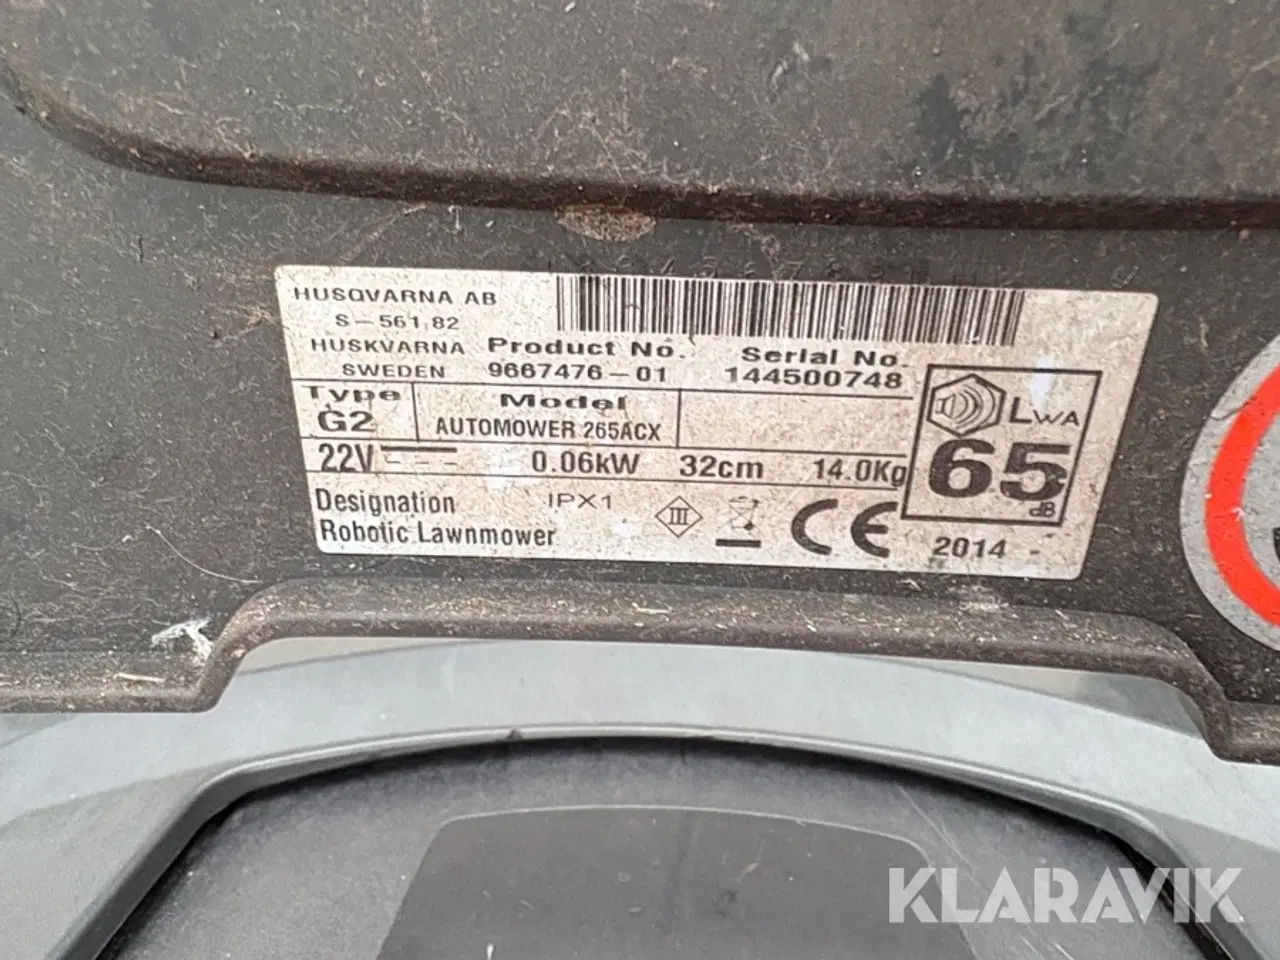 HUSQVARNA AB
S-561 82
HUSKVARNA
SWEDEN
Product No.
9667476-01
Serial No.
144500748
Type
G2
Model
AUTOMOWER 265ACX
22V
0.06kW 32cm 14.0Kg
LWA
65
dB
Designation
Robotic Lawnmower
IPX1
III
CE
2014
KLARAVIK